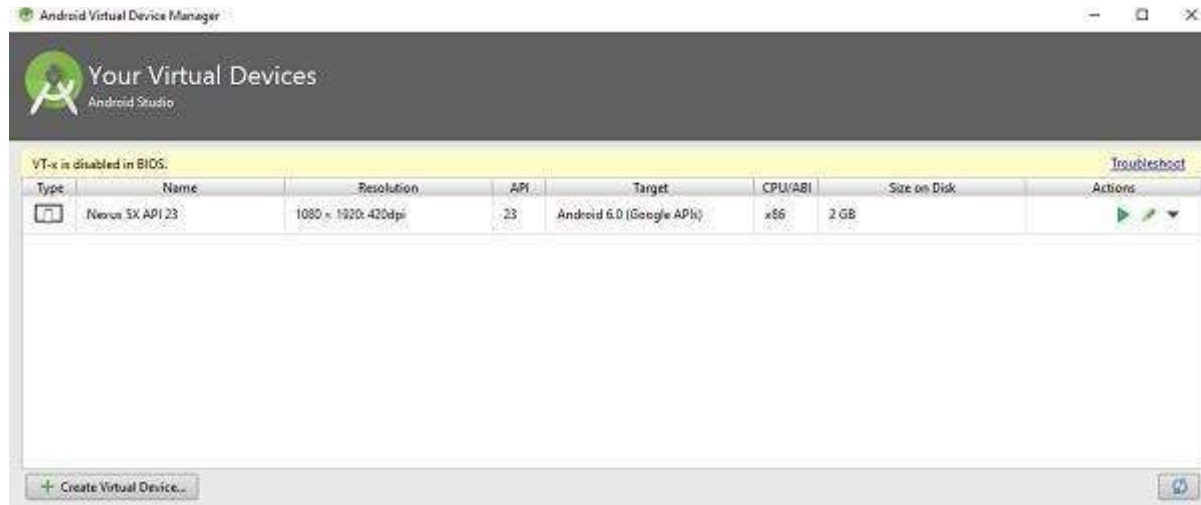 Android Virtual Device Manager
Your Virtual Devices
Android Studio
VT-x is disabled in BIOS. Troubleshoot
Type Name Resolution API Target CPU/ABI Size on Disk Actions
Nexus 5X API 23 1080 × 1920: 420dpi 23 Android 6.0 (Google APIs) x86 2 GB
+ Create Virtual Device...